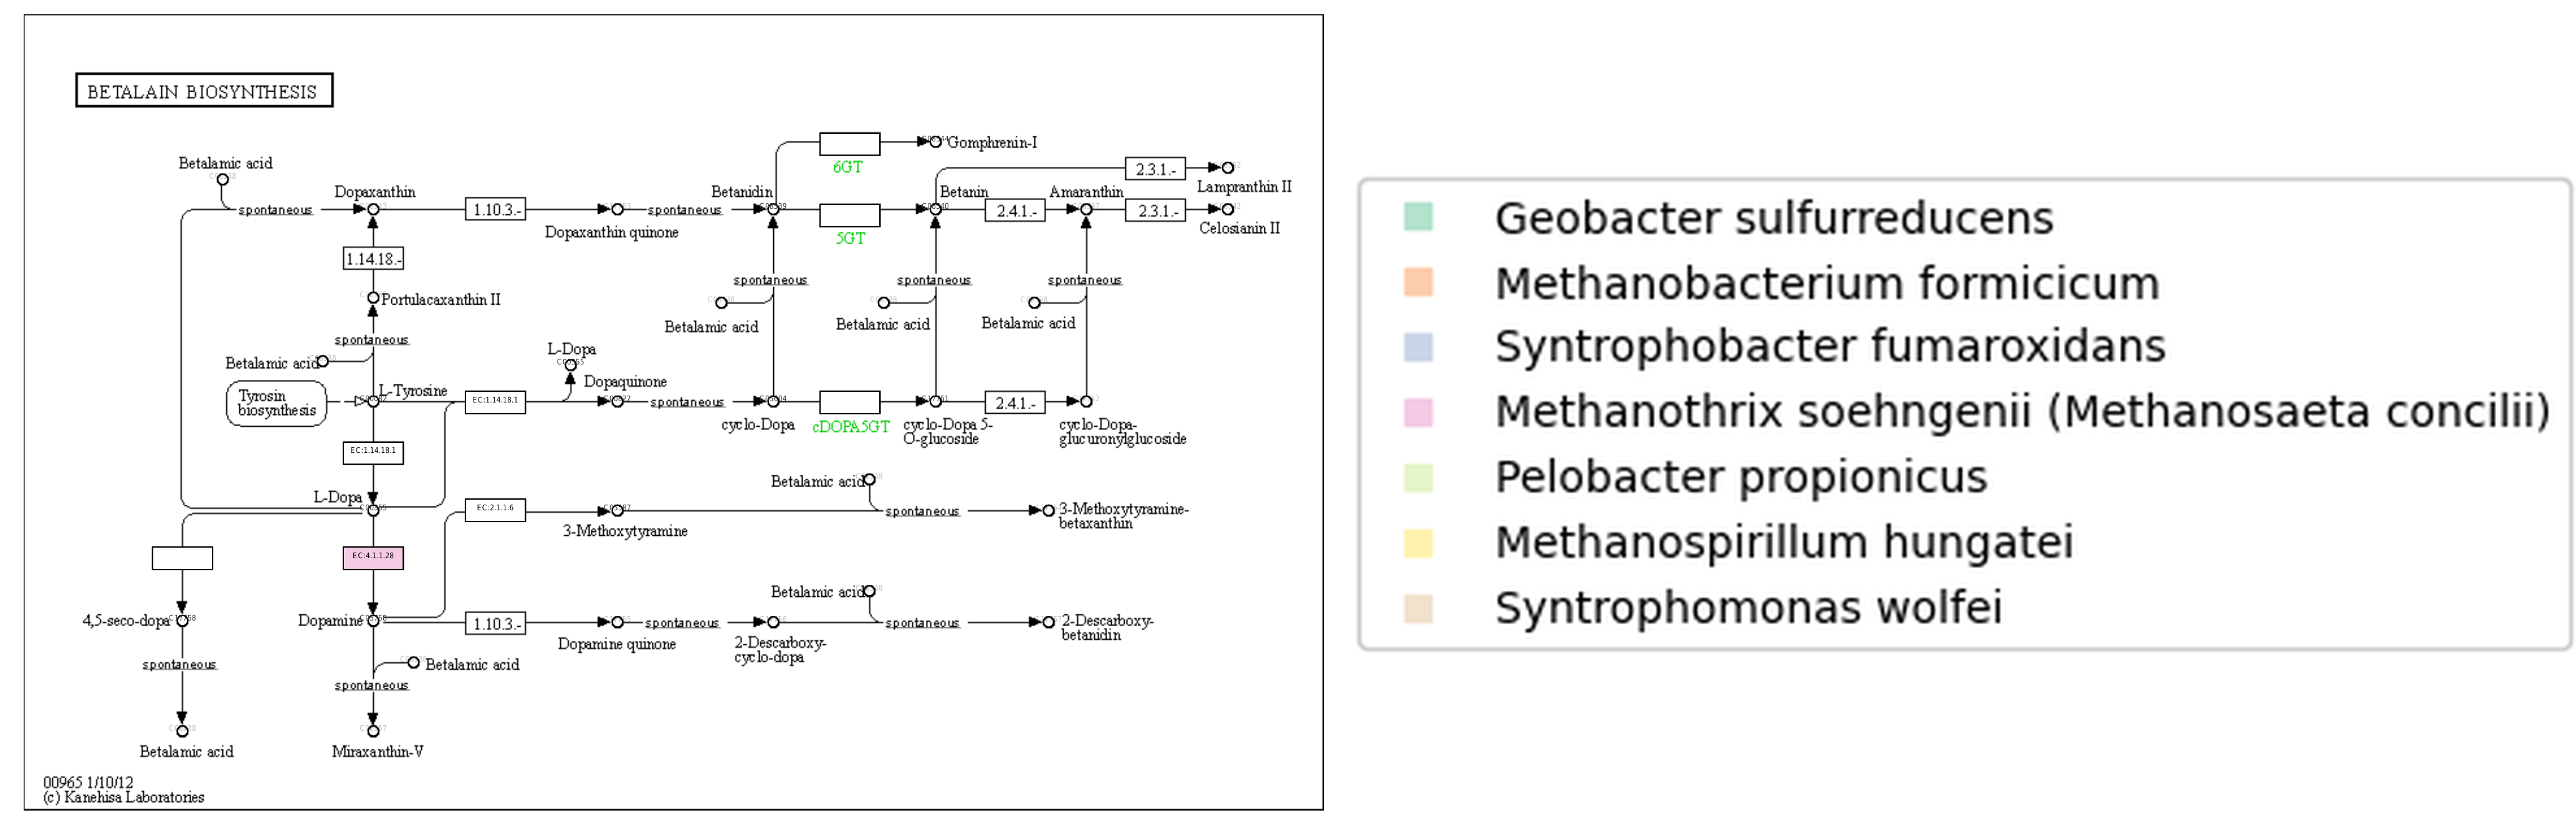 BETALAIN BIOSYNTHESIS
Gomphrenin-I
6GT
Betalamic acid
2.3.1.-
Lampranthin II
Dopaxanthin
Betanidin
Betanin
Amaranthin
spontaneous
1.10.3.-
spontaneous
5GT
2.4.1.-
2.3.1.-
Dopaxanthin quinone
Celosianin II
1.14.18.-
spontaneous
spontaneous
spontaneous
Portulacaxanthin II
Betalamic acid
Betalamic acid
Betalamic acid
spontaneous
Betalamic acid
L-Dopa
Dopaquinone
Tyrosin
biosynthesis
L-Tyrosine
EC:1.14.18.1
spontaneous
2.4.1.-
cyclo-Dopa
cDOPA5GT
cyclo-Dopa 5-
O-glucoside
cyclo-Dopa-
glucuronylglucoside
EC:1.14.18.1
L-Dopa
EC:2.1.1.6
3-Methoxytyramine
Betalamic acid
spontaneous
3-Methoxytyramine-
betaxanthin
EC:4.1.1.28
4,5-seco-dopa
Dopamine
1.10.3.-
Dopamine quinone
spontaneous
2-Descarboxy-
cyclo-dopa
Betalamic acid
spontaneous
2-Descarboxy-
betanidin
spontaneous
Betalamic acid
spontaneous
Betalamic acid
Miraxanthin-V
00965 1/10/12
(c) Kanehisa Laboratories
Geobacter sulfurreducens
Methanobacterium formicicum
Syntrophobacter fumaroxidans
Methanothrix soehngenii (Methanosaeta concilii)
Pelobacter propionicus
Methanospirillum hungatei
Syntrophomonas wolfei